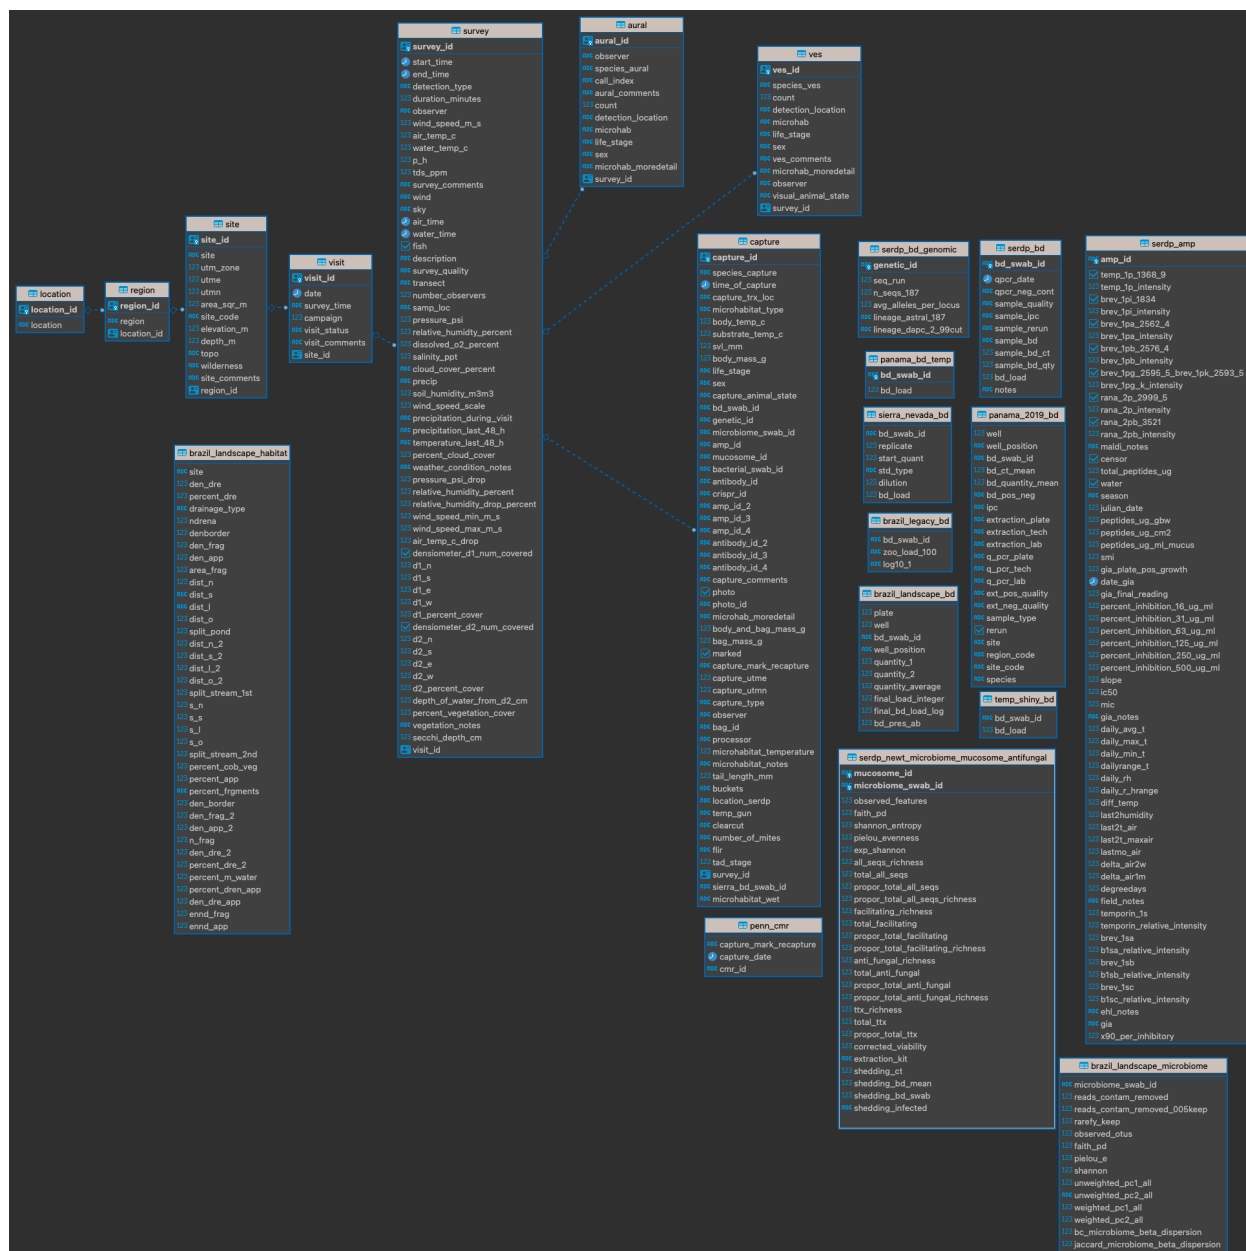 location
location_id
location
region
region_id
region
location_id
site
site_id
site
utm_zone
utme
utmn
area_sqr_m
site_code
elevation_m
depth_m
topo
wilderness
site_comments
region_id
visit
visit_id
date
survey_time
campaign
visit_status
visit_comments
site_id
survey
survey_id
start_time
end_time
detection_type
duration_minutes
observer
wind_speed_m_s
air_temp_c
water_temp_c
p_h
tds_ppm
survey_comments
wind
sky
air_time
water_time
fish
description
survey_quality
transect
number_observers
samp_loc
pressure_psi
relative_humidty_percent
dissolved_o2_percent
salinity_ppt
cloud_cover_percent
precip
soil_humidity_m3m3
wind_speed_scale
precipitation_during_visit
precipitation_last_48_h
temperature_last_48_h
percent_cloud_cover
weather_condition_notes
pressure_psi_drop
relative_humidity_percent
relative_humidity_drop_percent
wind_speed_min_m_s
wind_speed_max_m_s
air_temp_c_drop
densiometer_d1_num_covered
d1_n
d1_s
d1_e
d1_w
d1_percent_cover
densiometer_d2_num_covered
d2_n
d2_s
d2_e
d2_w
d2_percent_cover
depth_of_water_from_d2_cm
percent_vegetation_cover
vegetation_notes
secchi_depth_cm
visit_id
aural
aural_id
observer
species_aural
call_index
aural_comments
count
detection_location
microhab
life_stage
sex
microhab_moredetail
survey_id
ves
ves_id
species_ves
count
detection_location
microhab
life_stage
sex
ves_comments
microhab_moredetail
observer
visual_animal_state
survey_id
capture
capture_id
species_capture
time_of_capture
capture_trx_loc
microhabitat_type
body_temp_c
substrate_temp_c
svl_mm
body_mass_g
life_stage
sex
capture_animal_state
bd_swab_id
genetic_id
microbiome_swab_id
amp_id
mucosome_id
bacterial_swab_id
antibody_id
crispr_id
amp_id_2
amp_id_3
amp_id_4
antibody_id_2
antibody_id_3
antibody_id_4
capture_comments
photo
photo_id
microhab_moredetail
body_and_bag_mass_g
bag_mass_g
marked
capture_mark_recapture
capture_utme
capture_utmn
capture_type
observer
bag_id
processor
microhabitat_temperature
microhabitat_notes
tail_length_mm
buckets
location_serdp
temp_gun
clearcut
number_of_mites
flir
tad_stage
survey_id
sierra_bd_swab_id
microhabitat_wet
penn_cmr
capture_mark_recapture
capture_date
cmr_id
brazil_landscape_habitat
site
den_dre
percent_dre
drainage_type
ndrena
denborder
den_frag
den_app
area_frag
dist_n
dist_s
dist_l
dist_o
split_pond
dist_n_2
dist_s_2
dist_l_2
dist_o_2
split_stream_1st
s_n
s_s
s_l
s_o
split_stream_2nd
percent_cob_veg
percent_app
percent_frgments
den_border
den_frag_2
den_app_2
n_frag
den_dre_2
percent_dre_2
percent_m_water
percent_dren_app
den_dre_app
ennd_frag
ennd_app
serdp_bd_genomic
genetic_id
seq_run
n_seqs_187
avg_alleles_per_locus
lineage_astral_187
lineage_dapc_2_99cut
panama_bd_temp
bd_swab_id
bd_load
sierra_nevada_bd
bd_swab_id
replicate
start_quant
std_type
dilution
bd_load
brazil_legacy_bd
bd_swab_id
zoo_load_100
log10_1
brazil_landscape_bd
plate
well
bd_swab_id
well_position
quantity_1
quantity_2
quantity_average
final_load_integer
final_bd_load_log
bd_pres_ab
serdp_bd
bd_swab_id
qpcr_date
qpcr_neg_cont
sample_quality
sample_ipc
sample_rerun
sample_bd
sample_bd_ct
sample_bd_qty
bd_load
notes
panama_2019_bd
well
well_position
bd_swab_id
bd_ct_mean
bd_quantity_mean
bd_pos_neg
ipc
extraction_plate
extraction_tech
extraction_lab
q_pcr_plate
q_pcr_tech
q_pcr_lab
ext_pos_quality
ext_neg_quality
sample_type
rerun
site
region_code
site_code
species
temp_shiny_bd
bd_swab_id
bd_load
serdp_newt_microbiome_mucosome_antifungal
mucosome_id
microbiome_swab_id
observed_features
faith_pd
shannon_entropy
pielou_evenness
exp_shannon
all_seqs_richness
total_all_seqs
propor_total_all_seqs
propor_total_all_seqs_richness
facilitating_richness
total_facilitating
propor_total_facilitating
propor_total_facilitating_richness
anti_fungal_richness
total_anti_fungal
propor_total_anti_fungal
propor_total_anti_fungal_richness
ttx_richness
total_ttx
propor_total_ttx
corrected_viability
extraction_kit
shedding_ct
shedding_bd_mean
shedding_bd_swab
shedding_infected
serdp_amp
amp_id
temp_1p_1368_9
temp_1p_intensity
brev_1pi_1834
brev_1pi_intensity
brev_1pa_2562_4
brev_1pa_intensity
brev_1pb_2576_4
brev_1pb_intensity
brev_1pg_2595_5_brev_1pk_2593_5
brev_1pg_k_intensity
rana_2p_2999_5
rana_2p_intensity
rana_2pb_3521
rana_2pb_intensity
maldi_notes
censor
total_peptides_ug
water
season
julian_date
peptides_ug_gbw
peptides_ug_cm2
peptides_ug_ml_mucus
smi
gia_plate_pos_growth
date_gia
gia_final_reading
percent_inhibition_16_ug_ml
percent_inhibition_31_ug_ml
percent_inhibition_63_ug_ml
percent_inhibition_125_ug_ml
percent_inhibition_250_ug_ml
percent_inhibition_500_ug_ml
slope
ic50
mic
gia_notes
daily_avg_t
daily_max_t
daily_min_t
dailyrange_t
daily_rh
daily_r_hrange
diff_temp
last2humidity
last2t_air
last2t_maxair
lastmo_air
delta_air2w
delta_air1m
degreedays
field_notes
temporin_1s
temporin_relative_intensity
brev_1sa
b1sa_relative_intensity
brev_1sb
b1sb_relative_intensity
brev_1sc
b1sc_relative_intensity
ehl_notes
gia
x90_per_inhibitory
brazil_landscape_microbiome
microbiome_swab_id
reads_contam_removed
reads_contam_removed_005keep
rarefy_keep
observed_otus
faith_pd
pielou_e
shannon
unweighted_pc1_all
unweighted_pc2_all
weighted_pc1_all
weighted_pc2_all
bc_microbiome_beta_dispersion
jaccard_microbiome_beta_dispersion